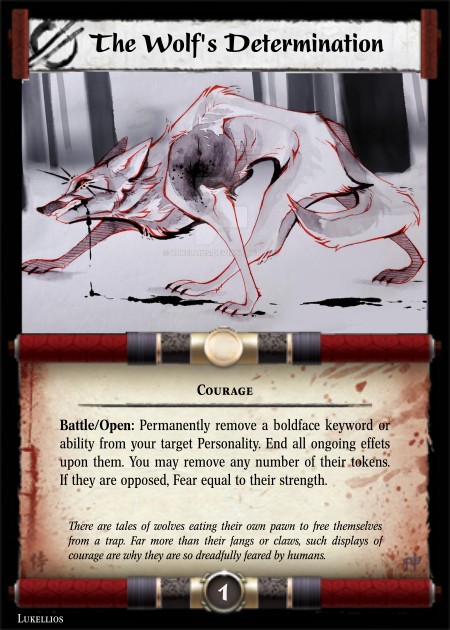 The Wolf's Determination
Courage
Battle/Open: Permanently remove a boldface keyword or
ability from your target Personality. End all ongoing effets
upon them. You may remove any number of their tokens.
If they are opposed, Fear equal to their strength.
There are tales of wolves eating their own pawn to free themselves
from a trap. Far more than their fangs or claws, such displays of
courage are why they are so dreadfully feared by humans.
1
Lukellios